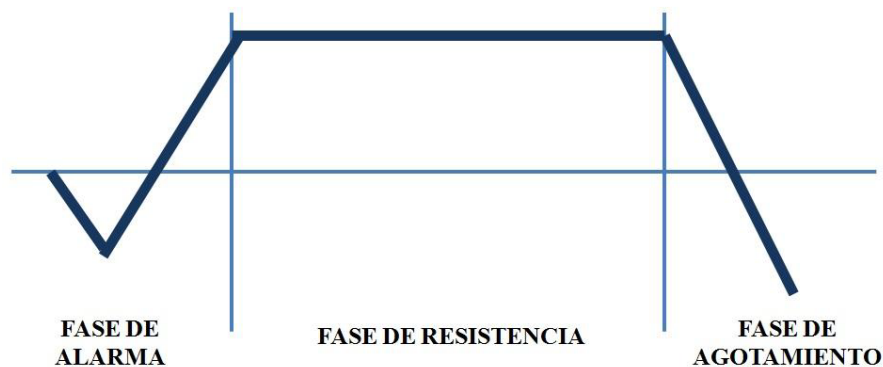 FASE DE
ALARMA
FASE DE RESISTENCIA
FASE DE
AGOTAMIENTO